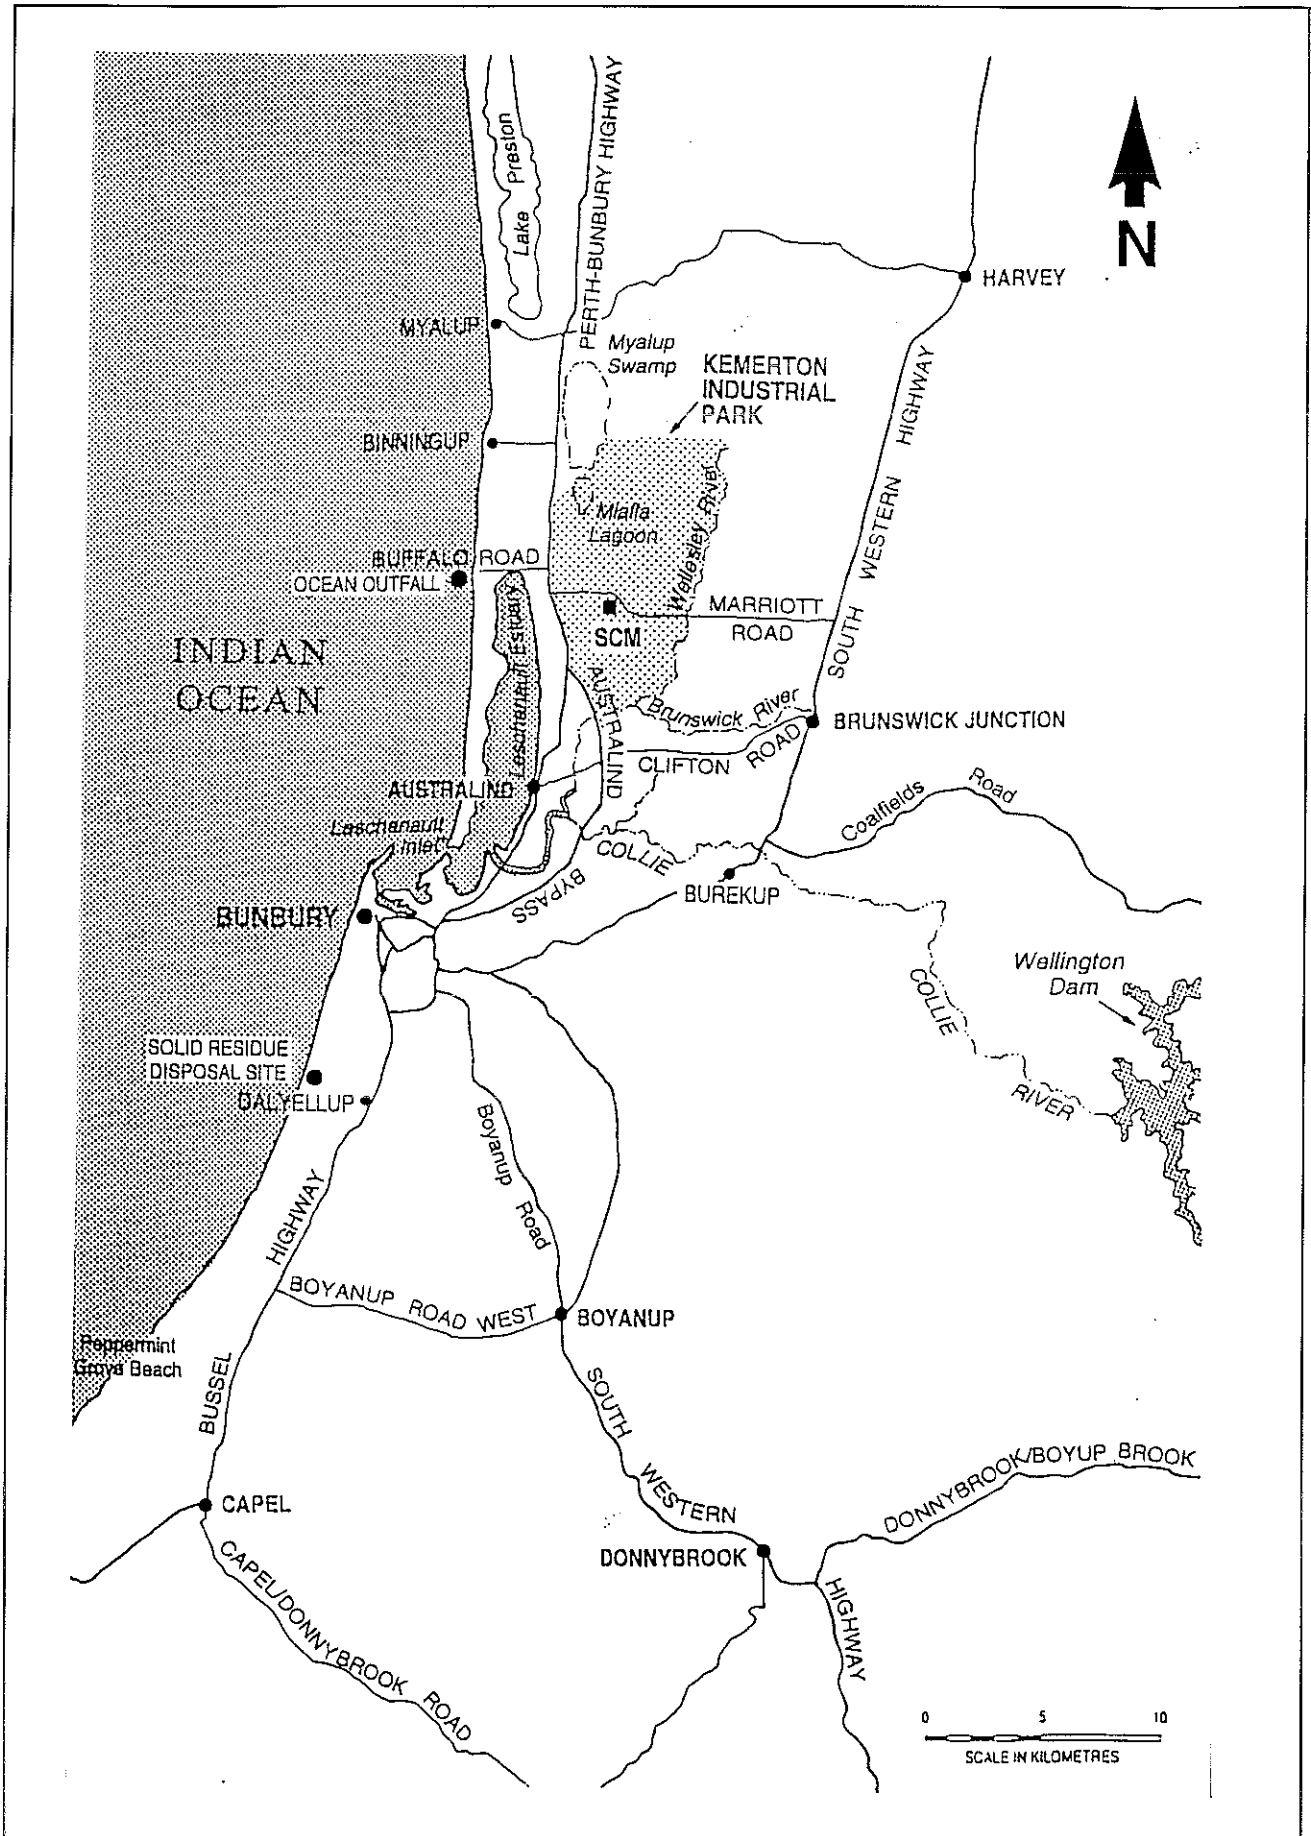 Lake Preston
PERTH-BUNBURY HIGHWAY
N
HARVEY
MYALUP
Myalup
Swamp
KEMERTON
INDUSTRIAL
PARK
SOUTH WESTERN HIGHWAY
BINNINGUP
Mialla
Lagoon
Wellesley River
BUFFALO ROAD
OCEAN OUTFALL
MARRIOTT
ROAD
SCM
INDIAN
OCEAN
Leschenault Estuary
AUSTRALIND
BYPASS
Brunswick River
BRUNSWICK JUNCTION
CLIFTON ROAD
AUSTRALIND
Leschenault
Inlet
COLLIE
Coalfields Road
BUREKUP
BUNBURY
COLLIE
RIVER
Wellington
Dam
SOLID RESIDUE
DISPOSAL SITE
DALYELLUP
Boyanup Road
BUSSEL HIGHWAY
BOYANUP ROAD WEST
BOYANUP
Peppermint
Grove Beach
SOUTH WESTERN HIGHWAY
CAPEL
DONNYBROOK/BOYUP BROOK
DONNYBROOK
CAPEL/DONNYBROOK ROAD
0 5 10
SCALE IN KILOMETRES